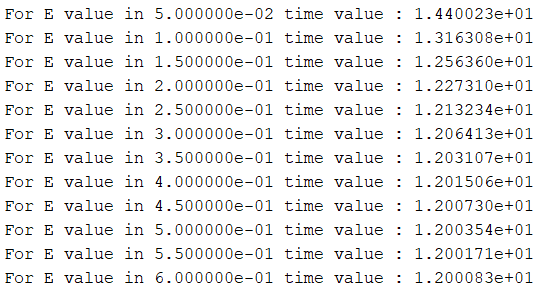 For E value in 5.000000e-02 time value : 1.440023e+01
For E value in 1.000000e-01 time value : 1.316308e+01
For E value in 1.500000e-01 time value : 1.256360e+01
For E value in 2.000000e-01 time value : 1.227310e+01
For E value in 2.500000e-01 time value : 1.213234e+01
For E value in 3.000000e-01 time value : 1.206413e+01
For E value in 3.500000e-01 time value : 1.203107e+01
For E value in 4.000000e-01 time value : 1.201506e+01
For E value in 4.500000e-01 time value : 1.200730e+01
For E value in 5.000000e-01 time value : 1.200354e+01
For E value in 5.500000e-01 time value : 1.200171e+01
For E value in 6.000000e-01 time value : 1.200083e+01